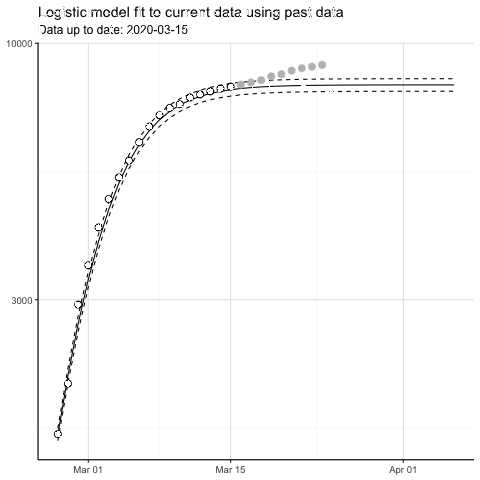 Logistic model fit to current data using past data
Data up to date: 2020-03-15
10000
3000
Mar 01
Mar 15
Apr 01